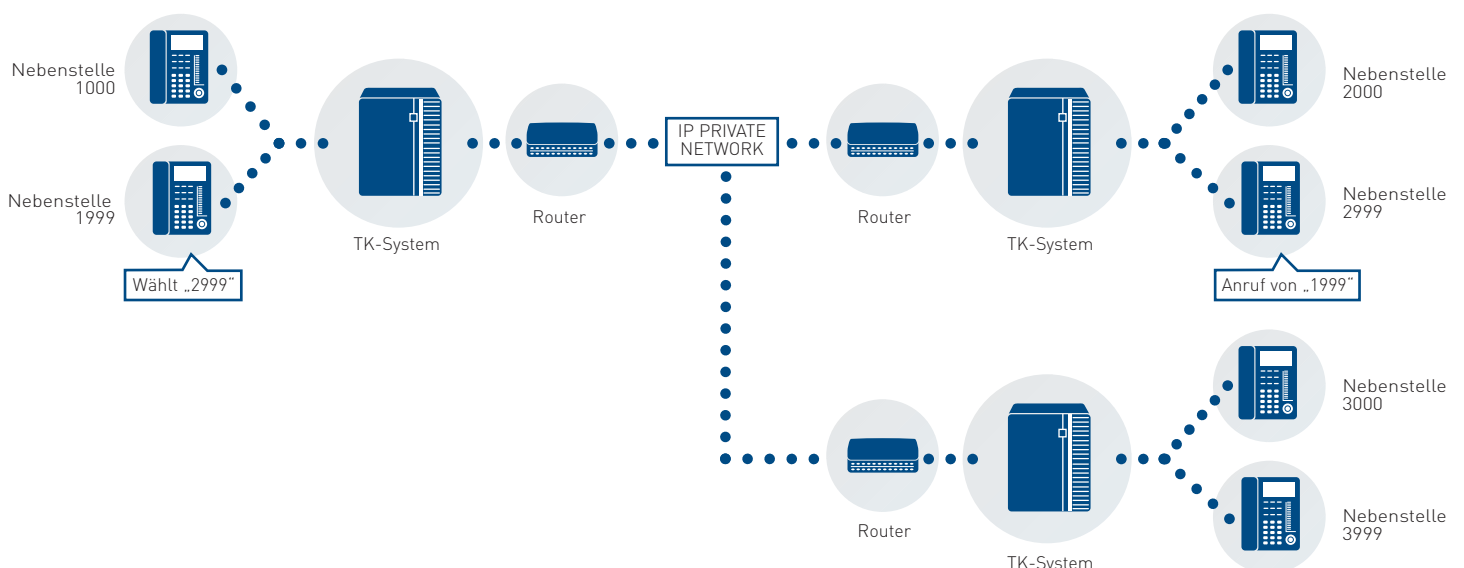 Nebenstelle
1000
Nebenstelle
1999
Wählt „2999“
TK-System
Router
IP PRIVATE
NETWORK
Router
TK-System
Nebenstelle
2000
Nebenstelle
2999
Anruf von „1999“
Router
TK-System
Nebenstelle
3000
Nebenstelle
3999